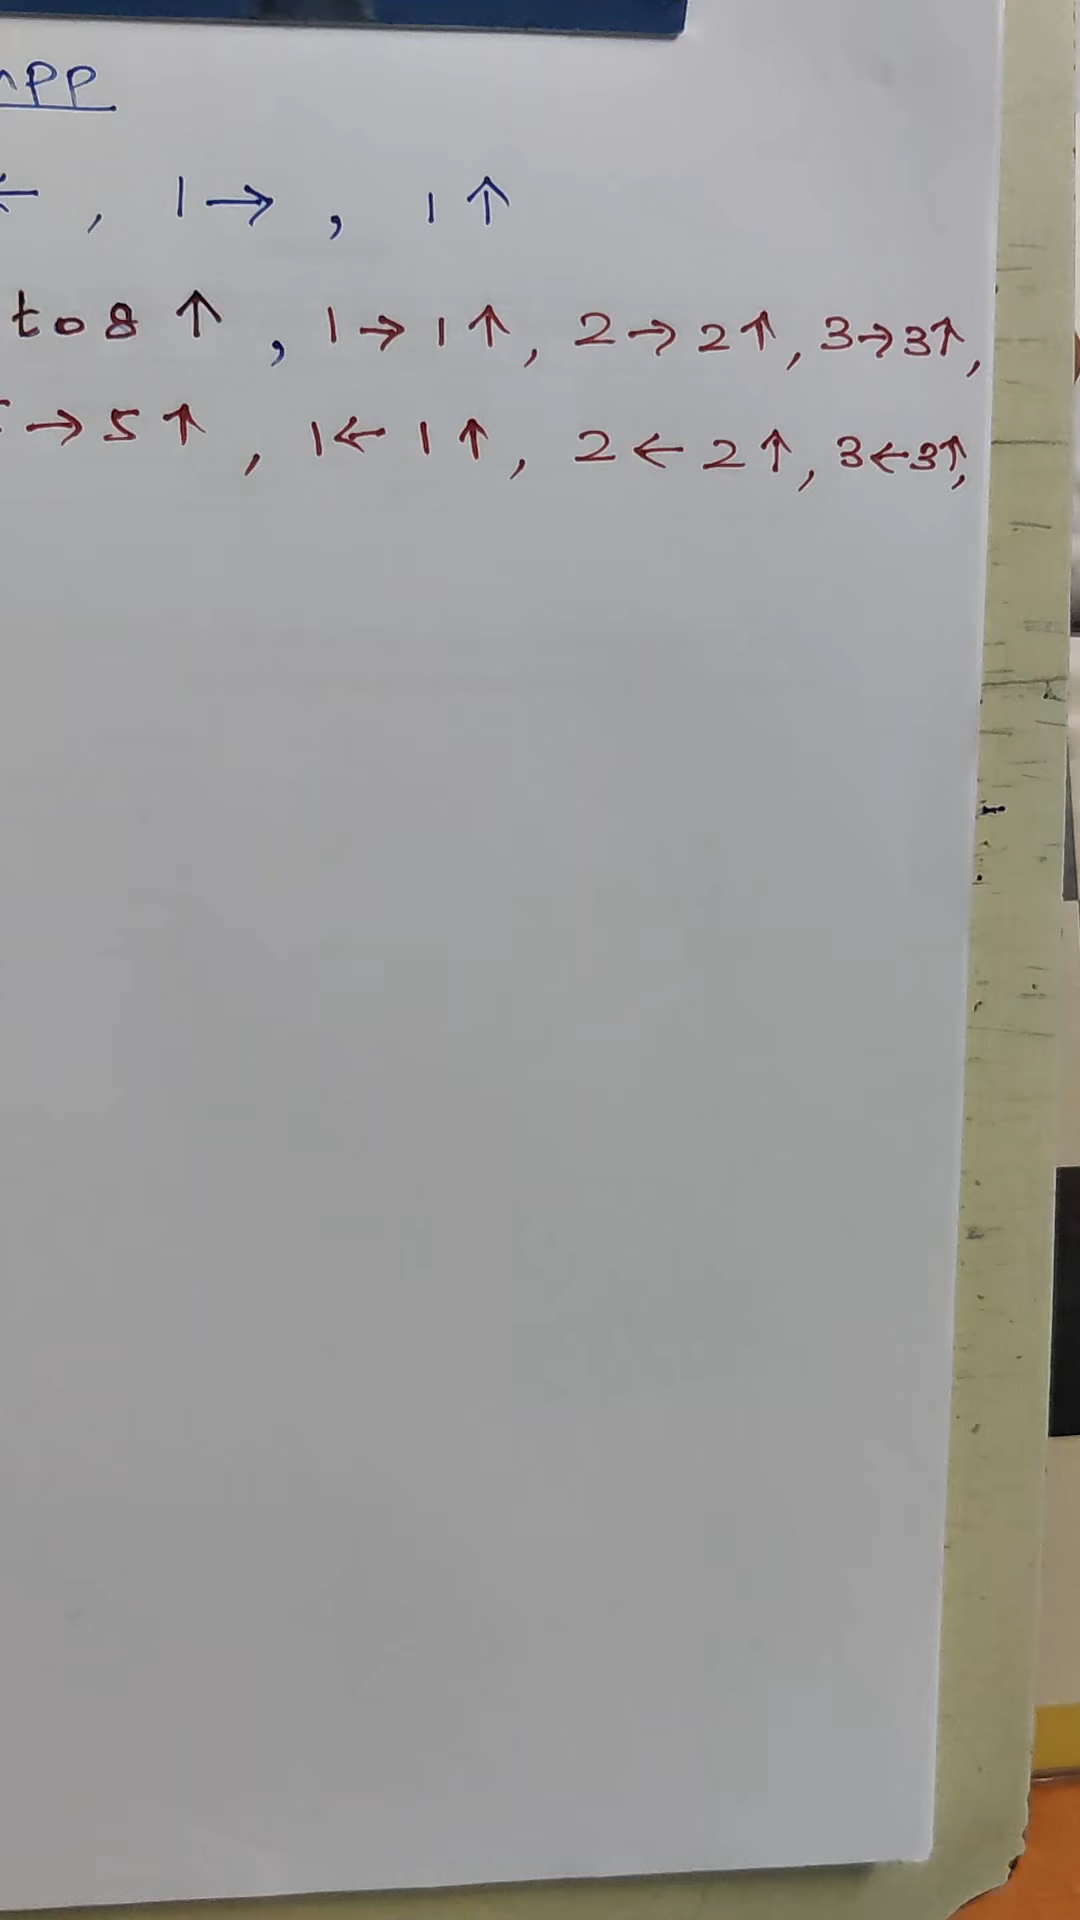 PP
← , 1 → , 1 ↑
to 8 ↑ , 1 → 1 ↑ , 2 → 2 ↑ , 3 → 3 ↑ ,
→ 5 ↑ , 1 ← 1 ↑ , 2 ← 2 ↑ , 3 ← 3 ↑ ,